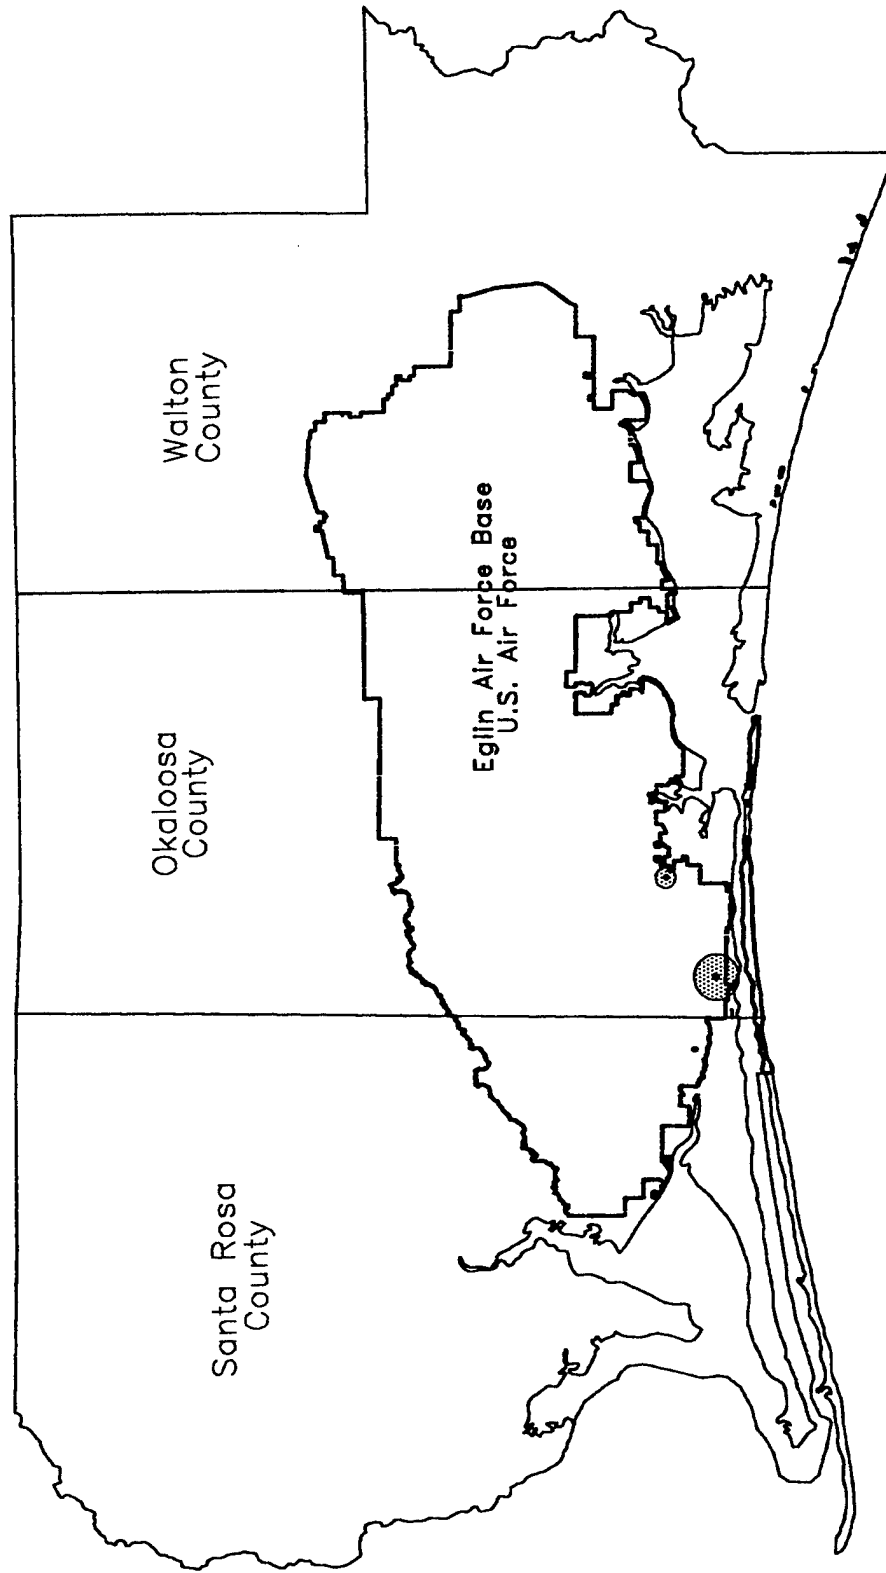 Santa Rosa
County
Okaloosa
County
Walton
County
Eglin Air Force Base
U.S. Air Force